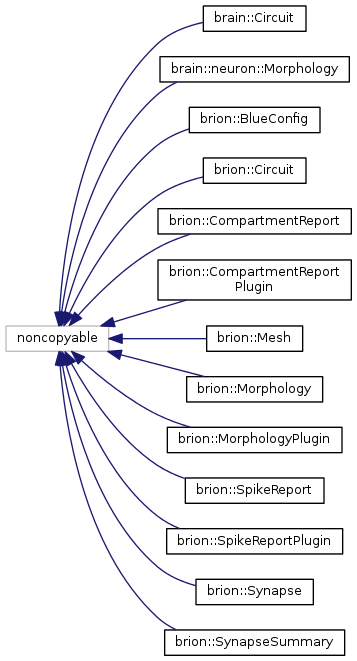 brain::Circuit
brain::neuron::Morphology
brion::BlueConfig
brion::Circuit
brion::CompartmentReport
brion::CompartmentReport
Plugin
noncopyable
brion::Mesh
brion::Morphology
brion::MorphologyPlugin
brion::SpikeReport
brion::SpikeReportPlugin
brion::Synapse
brion::SynapseSummary